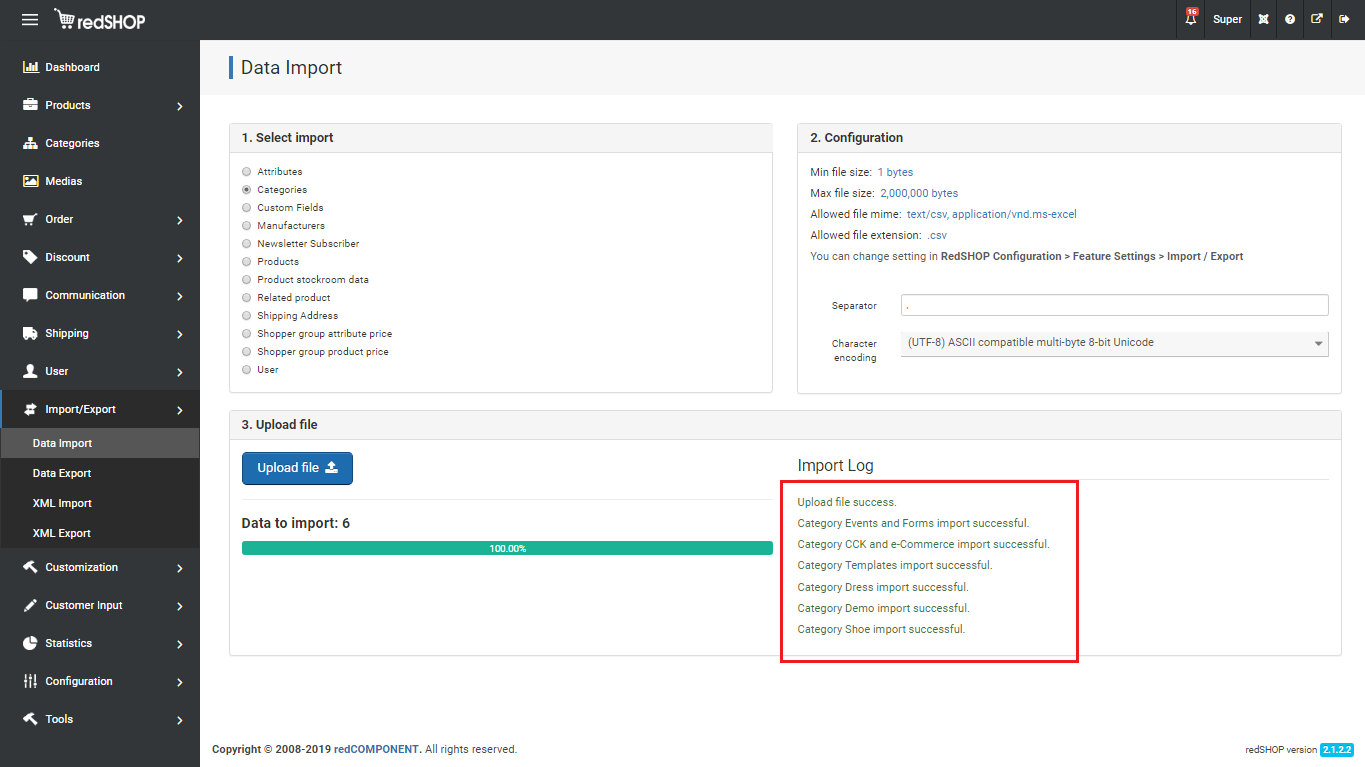 redSHOP
16
Super
Dashboard
Products
Categories
Medias
Order
Discount
Communication
Shipping
User
Import/Export
Data Import
Data Export
XML Import
XML Export
Customization
Customer Input
Statistics
Configuration
Tools
Data Import
1. Select import
Attributes
Categories
Custom Fields
Manufacturers
Newsletter Subscriber
Products
Product stockroom data
Related product
Shipping Address
Shopper group attribute price
Shopper group product price
User
2. Configuration
Min file size: 1 bytes
Max file size: 2,000,000 bytes
Allowed file mime: text/csv, application/vnd.ms-excel
Allowed file extension: .csv
You can change setting in RedSHOP Configuration > Feature Settings > Import / Export
Separator
Character
encoding
(UTF-8) ASCII compatible multi-byte 8-bit Unicode
3. Upload file
Upload file
Data to import: 6
100.00%
Import Log
Upload file success.
Category Events and Forms import successful.
Category CCK and e-Commerce import successful.
Category Templates import successful.
Category Dress import successful.
Category Demo import successful.
Category Shoe import successful.
Copyright © 2008-2019 redCOMPONENT. All rights reserved.
redSHOP version 2.1.2.2